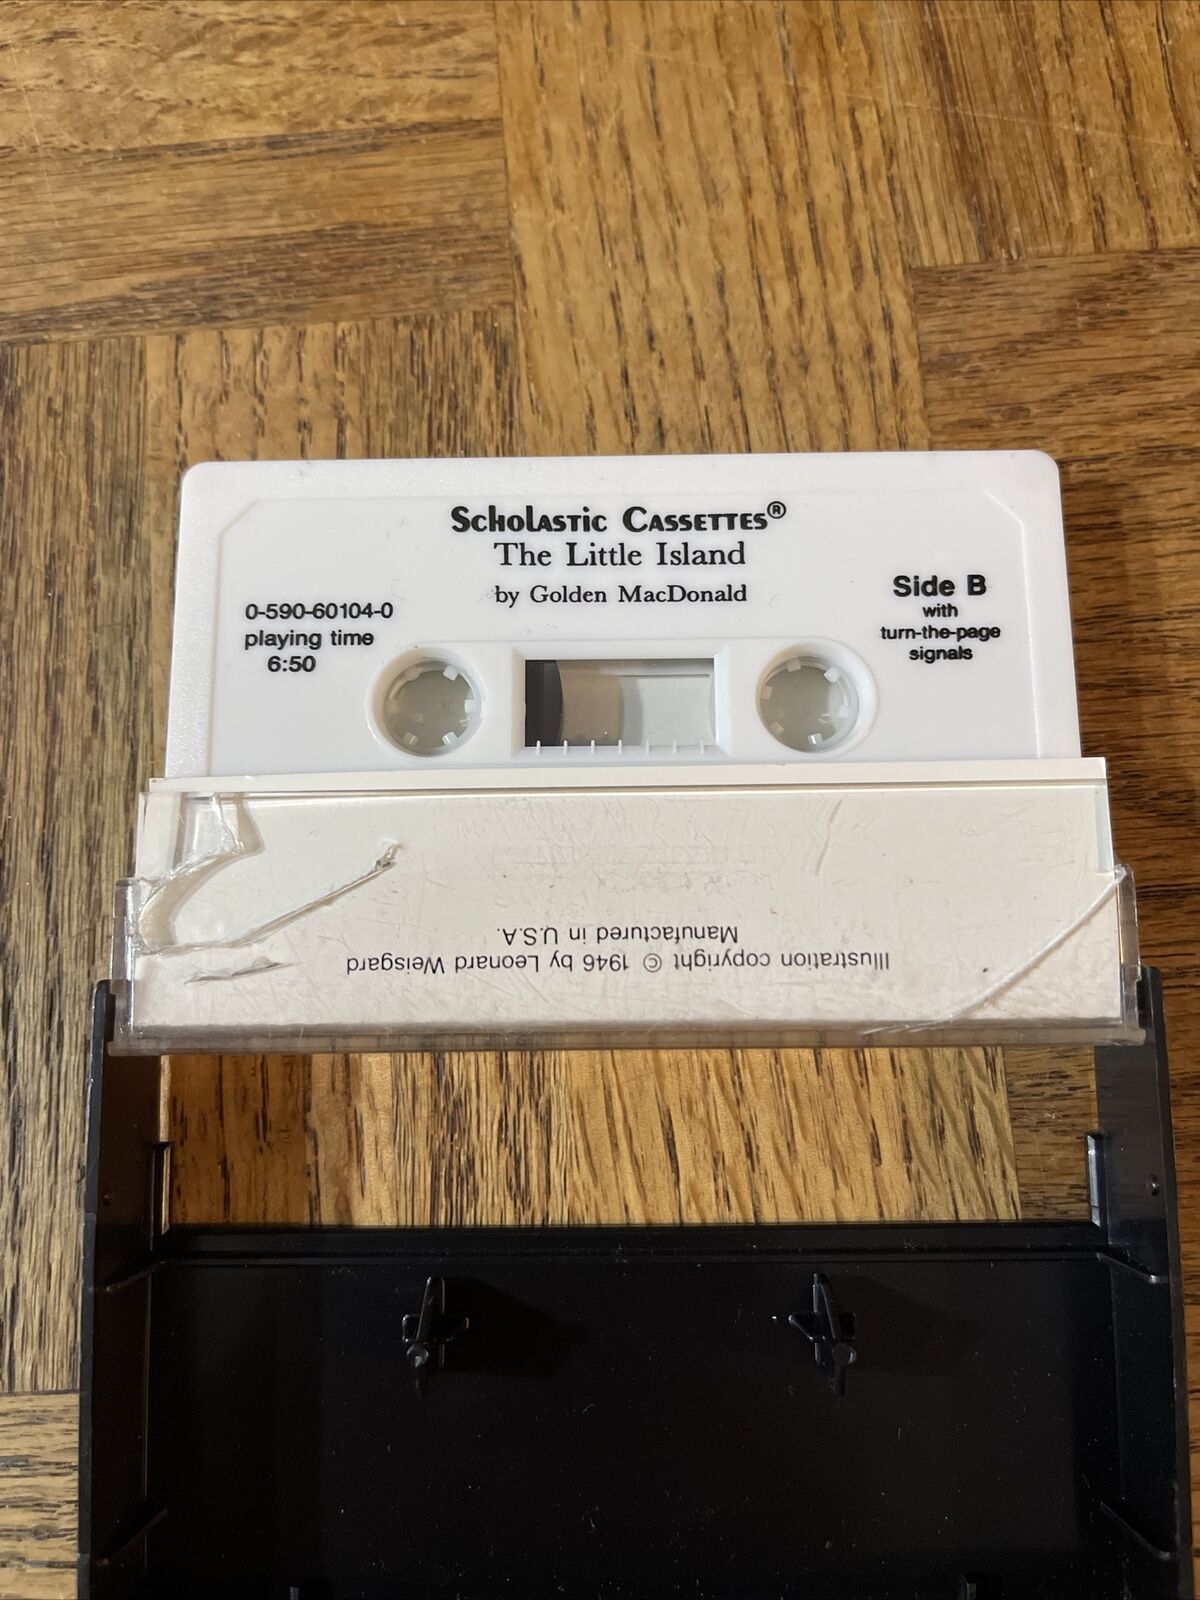 Scholastic Cassettes®
The Little Island
by Golden MacDonald
0-590-60104-0
playing time
6:50
Side B
with
turn-the-page
signals
Illustration copyright © 1946 by Leonard Weisgard
Manufactured in U.S.A.